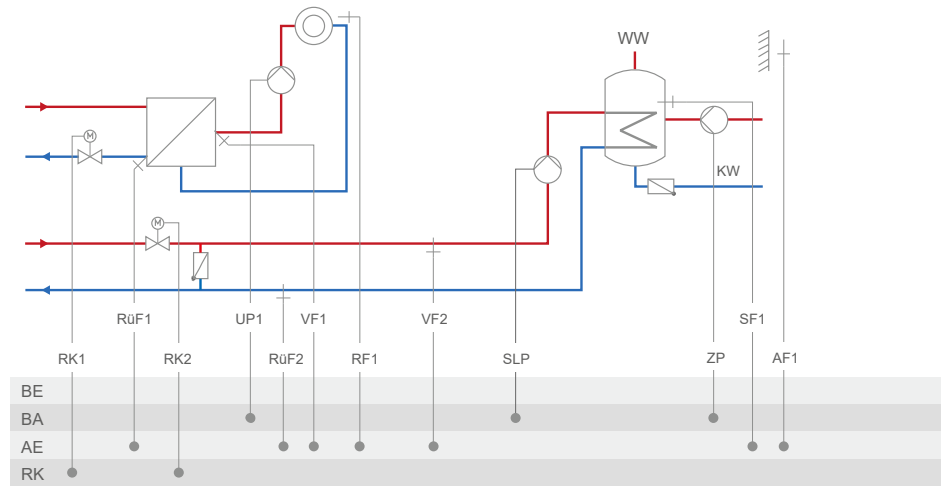 WW
M
KW
M
RüF1 UP1 VF1 VF2 SF1
RK1 RK2 RüF2 RF1 SLP ZP AF1
BE
BA
AE
RK